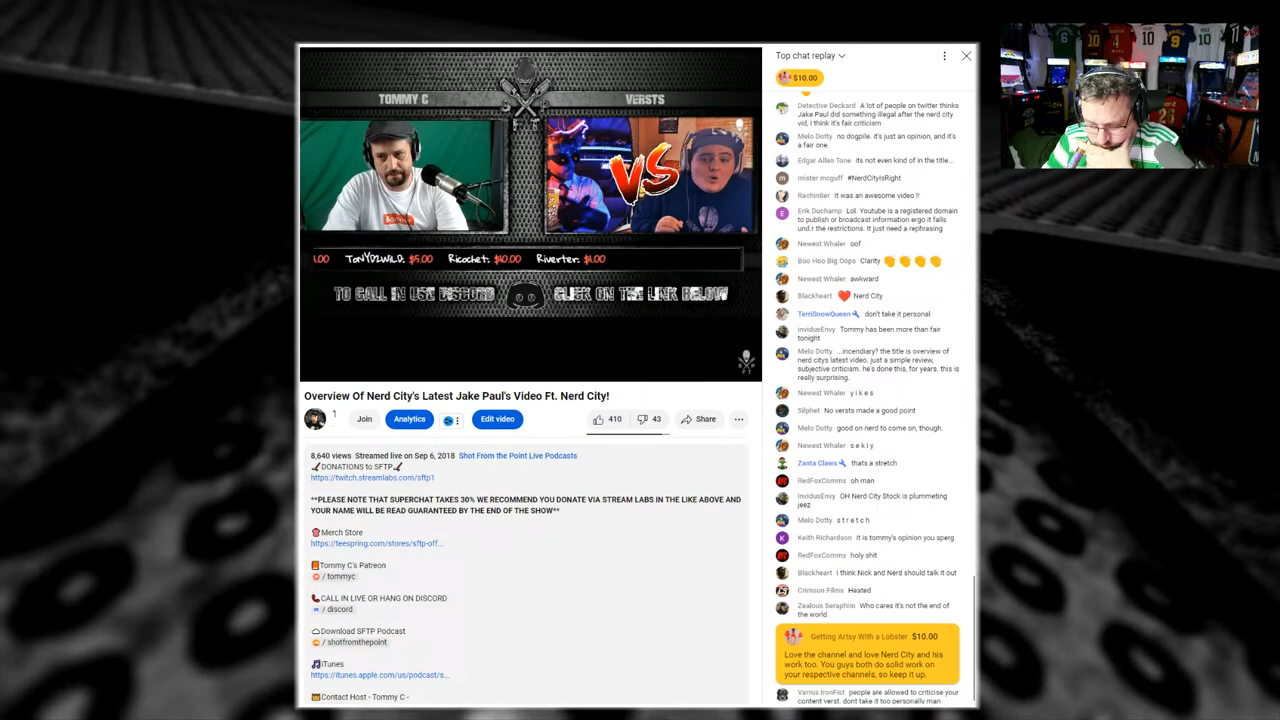 TOMMY C
VERSTS
S P
F T
VS
Boonk
1.00 TonyD2Wild: $5.00 Ricochet: $10.00 Riverter: $1.00
TO CALL IN USE DISCORD CLICK ON THE LINK BELOW
F T
Overview Of Nerd City's Latest Jake Paul's Video Ft. Nerd City!
1
Join
Analytics
Edit video
410
43
Share
8,640 views Streamed live on Sep 6, 2018 Shot From the Point Live Podcasts
DONATIONS to SFTP
https://twitch.streamlabs.com/sftp1
**PLEASE NOTE THAT SUPERCHAT TAKES 30% WE RECOMMEND YOU DONATE VIA STREAM LABS IN THE LIKE ABOVE AND
YOUR NAME WILL BE READ GUARANTEED BY THE END OF THE SHOW**
Merch Store
https://teespring.com/stores/sftp-off...
Tommy C's Patreon
/ tommyc
CALL IN LIVE OR HANG ON DISCORD
/ discord
Download SFTP Podcast
/ shotfromthepoint
iTunes
https://itunes.apple.com/us/podcast/s...
Contact Host - Tommy C -
Top chat replay
$10.00
Detective Deckard A lot of people on twitter thinks
Jake Paul did something illegal after the nerd city
vid, I think it's fair criticism
Melo Dotty no dogpile. it's just an opinion, and it's
a fair one.
Edgar Allan Tone its not even kind of in the title...
mister mcguff #NerdCityIsRight
Rachin8er It was an awesome video !!
Erik Duchamp Lol. Youtube is a registered domain
to publish or broadcast information ergo it falls
und.r the restrictions. It just need a rephrasing
Newest Whaler oof
Boo Hoo Big Oops Clarity 👏 👏 👏 👏
Newest Whaler awkward
Blackheart ❤️ Nerd City
TerriSnowQueen don't take it personal
invidusEnvy Tommy has been more than fair
tonight
Melo Dotty ...incendiary? the title is overview of
nerd citys latest video. just a simple review,
subjective criticism. he's done this, for years. this is
really surprising.
Newest Whaler y i k e s
Silphet No versts made a good point
Melo Dotty good on nerd to come on, though.
Newest Whaler s e k i y
Zanta Claws thats a stretch
RedFoxComms oh man
invidusEnvy OH Nerd City Stock is plummeting
jeez
Melo Dotty s t r e t c h
Keith Richardson It is tommy's opinion you sperg
RedFoxComms holy shit
Blackheart I think Nick and Nerd should talk it out
Crimson Films Heated
Zealous Seraphim Who cares it's not the end of
the world
Getting Artsy With a Lobster $10.00
Love the channel and love Nerd City and his
work too. You guys both do solid work on
your respective channels, so keep it up.
Varrus IronFist people are allowed to criticise your
content verst. dont take it too personally man